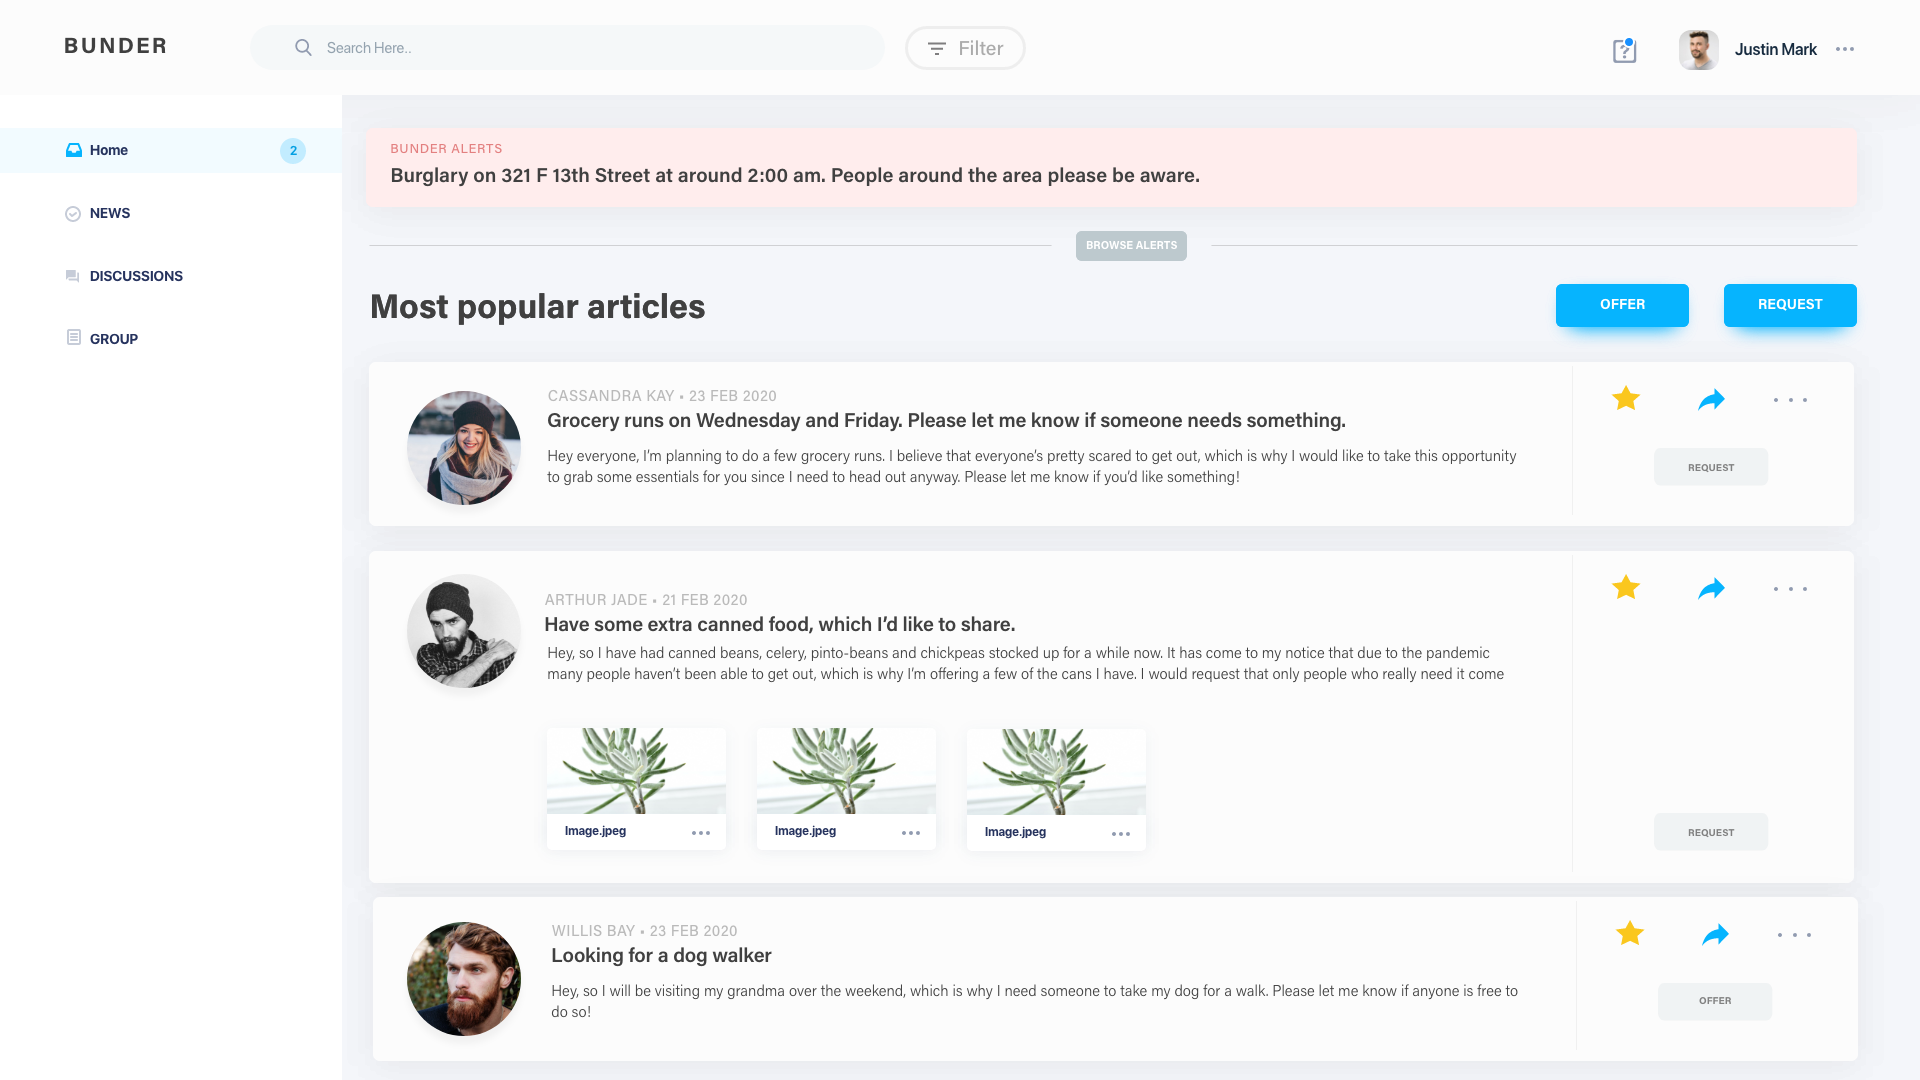 BUNDER
Search Here..
Filter
Justin Mark
Home
2
NEWS
DISCUSSIONS
GROUP
BUNDER ALERTS
Burglary on 321 F 13th Street at around 2:00 am. People around the area please be aware.
BROWSE ALERTS
Most popular articles
OFFER
REQUEST
CASSANDRA KAY • 23 FEB 2020
Grocery runs on Wednesday and Friday. Please let me know if someone needs something.
Hey everyone, I’m planning to do a few grocery runs. I believe that everyone’s pretty scared to get out, which is why I would like to take this opportunity
to grab some essentials for you since I need to head out anyway. Please let me know if you’d like something!
REQUEST
ARTHUR JADE • 21 FEB 2020
Have some extra canned food, which I’d like to share.
Hey, so I have had canned beans, celery, pinto-beans and chickpeas stocked up for a while now. It has come to my notice that due to the pandemic
many people haven’t been able to get out, which is why I’m offering a few of the cans I have. I would request that only people who really need it come
Image.jpeg
Image.jpeg
Image.jpeg
REQUEST
WILLIS BAY • 23 FEB 2020
Looking for a dog walker
Hey, so I will be visiting my grandma over the weekend, which is why I need someone to take my dog for a walk. Please let me know if anyone is free to
do so!
OFFER